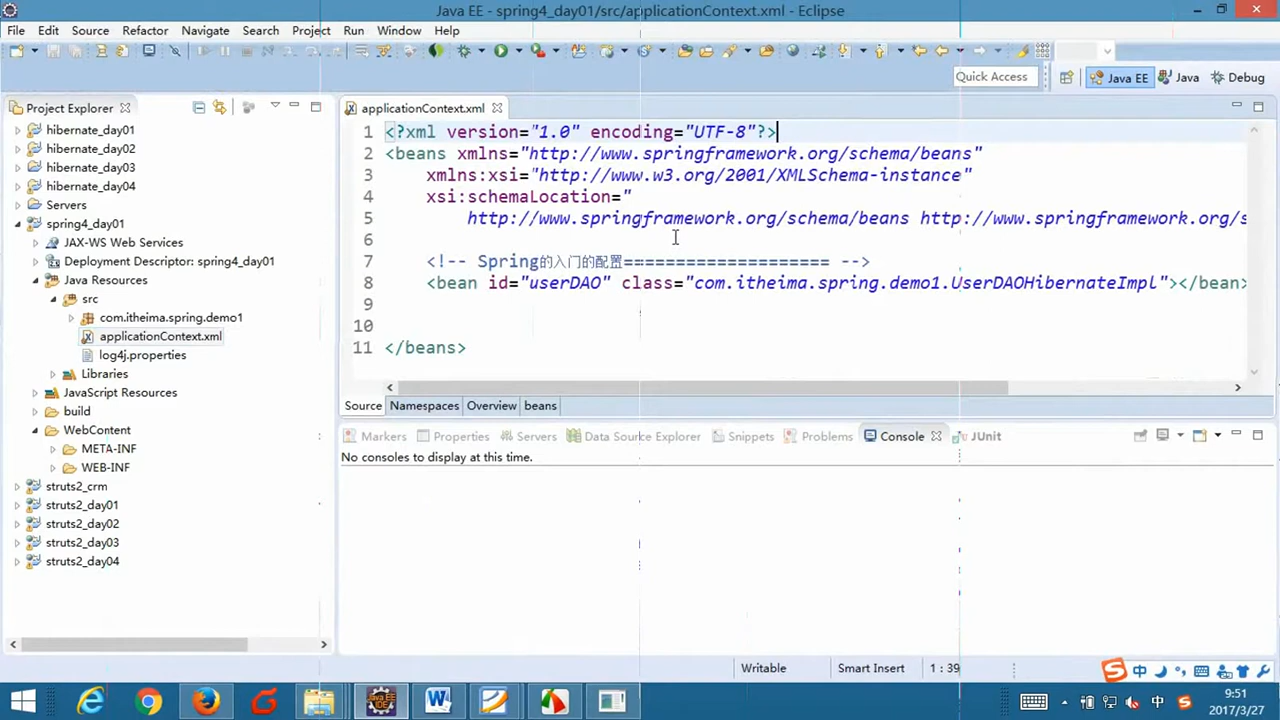 Java EE - spring4_day01/src/applicationContext.xml - Eclipse
File Edit Source Refactor Navigate Search Project Run Window Help
Quick Access Java EE Java Debug
Project Explorer
hibernate_day01
hibernate_day02
hibernate_day03
hibernate_day04
Servers
spring4_day01
JAX-WS Web Services
Deployment Descriptor: spring4_day01
Java Resources
src
com.itheima.spring.demo1
applicationContext.xml
log4j.properties
Libraries
JavaScript Resources
build
WebContent
META-INF
WEB-INF
struts2_crm
struts2_day01
struts2_day02
struts2_day03
struts2_day04
applicationContext.xml
1 <?xml version="1.0" encoding="UTF-8"?>
2 <beans xmlns="http://www.springframework.org/schema/beans"
3 xmlns:xsi="http://www.w3.org/2001/XMLSchema-instance"
4 xsi:schemaLocation="
5 http://www.springframework.org/schema/beans http://www.springframework.org/s
6
7 <!-- Spring的入门的配置==================== -->
8 <bean id="userDAO" class="com.itheima.spring.demo1.UserDAOHibernateImpl"></bean>
9
10
11 </beans>
Source Namespaces Overview beans
Markers Properties Servers Data Source Explorer Snippets Problems Console JUnit
No consoles to display at this time.
Writable Smart Insert 1 : 39
中
中
9:51
2017/3/27